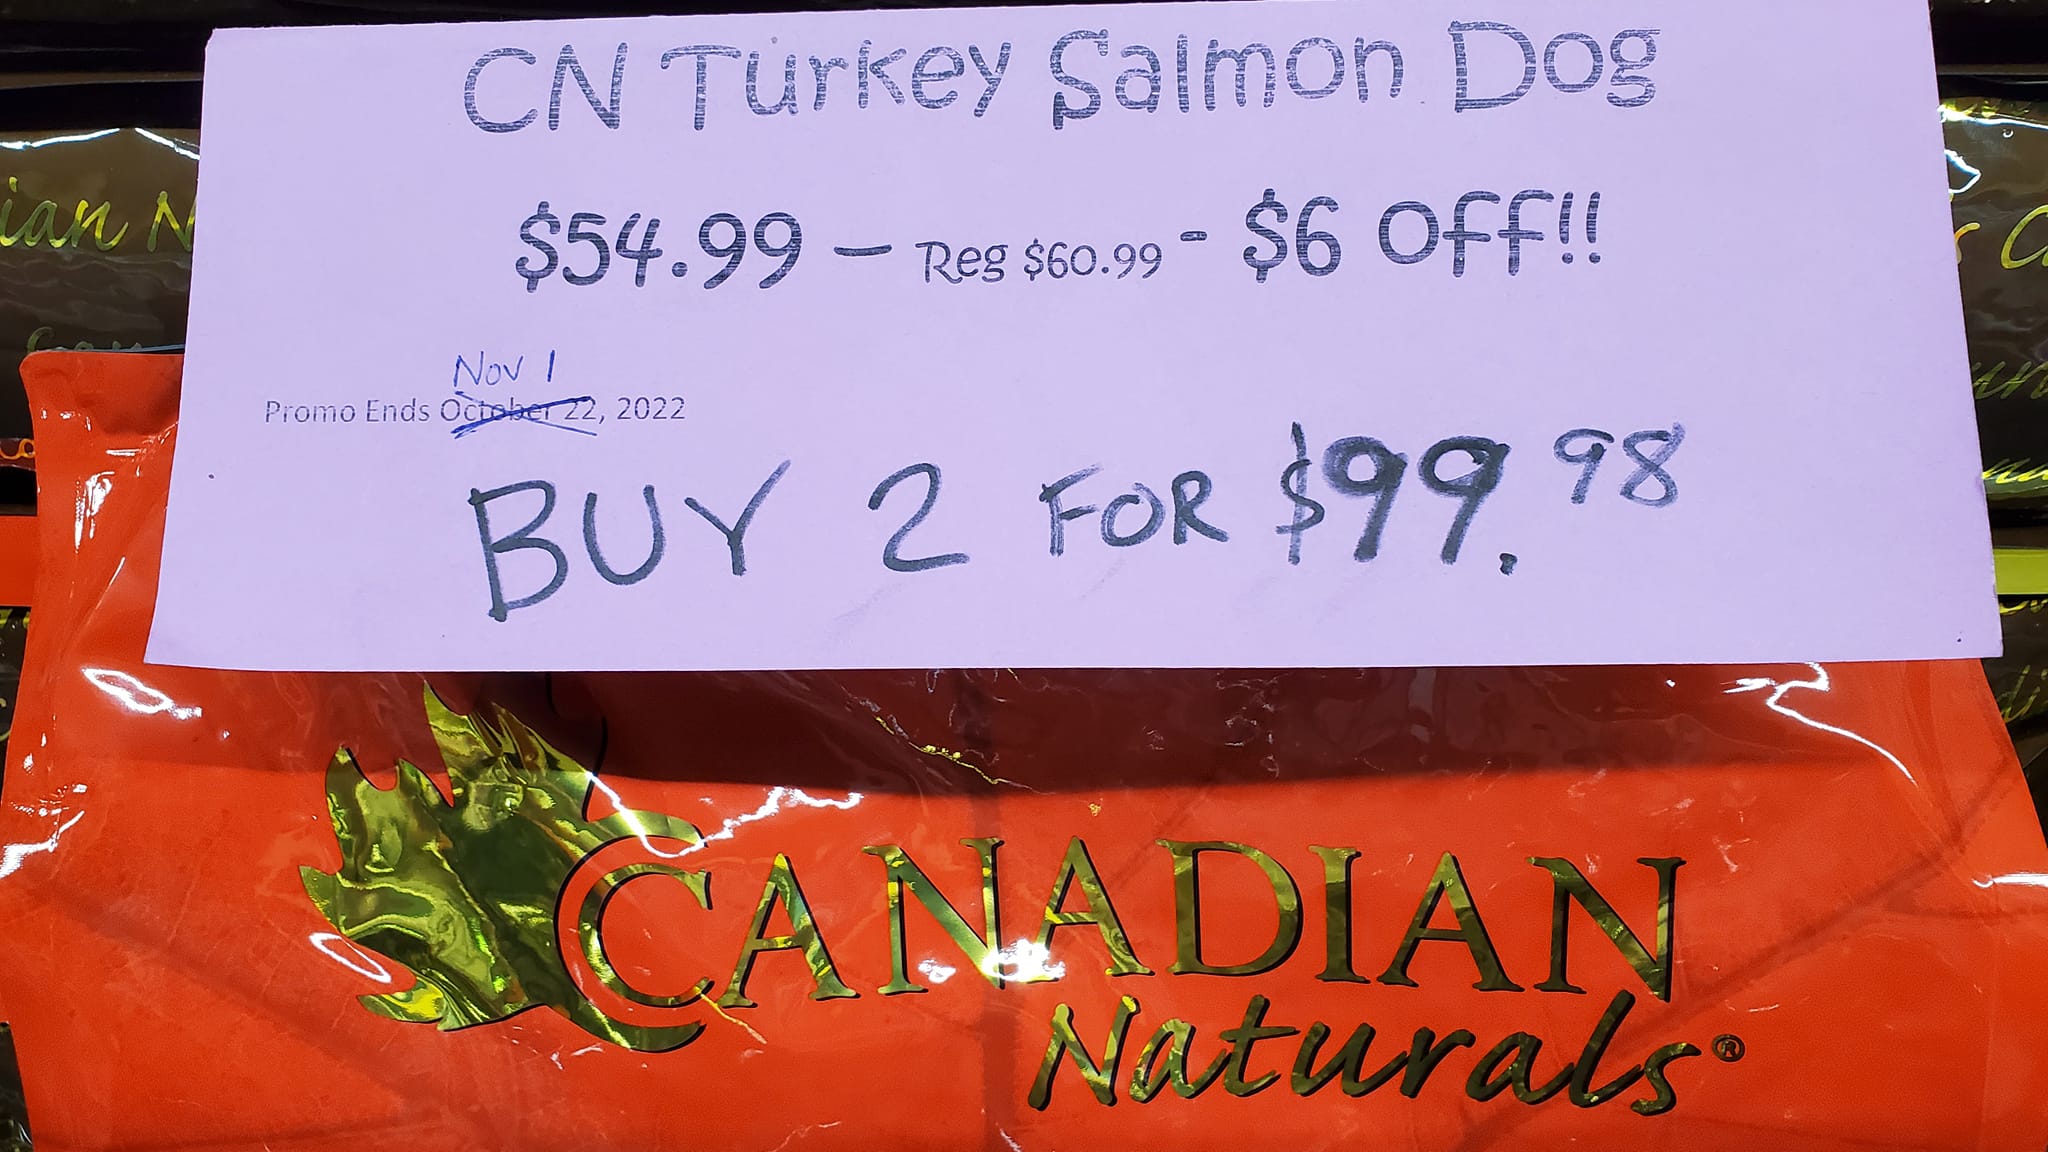 CN Turkey Salmon Dog
$54.99 – Reg $60.99 - $6 Off!!
Nov 1
Promo Ends October 22, 2022
BUY 2 FOR $99.98
CANADIAN
Naturals®
ian N